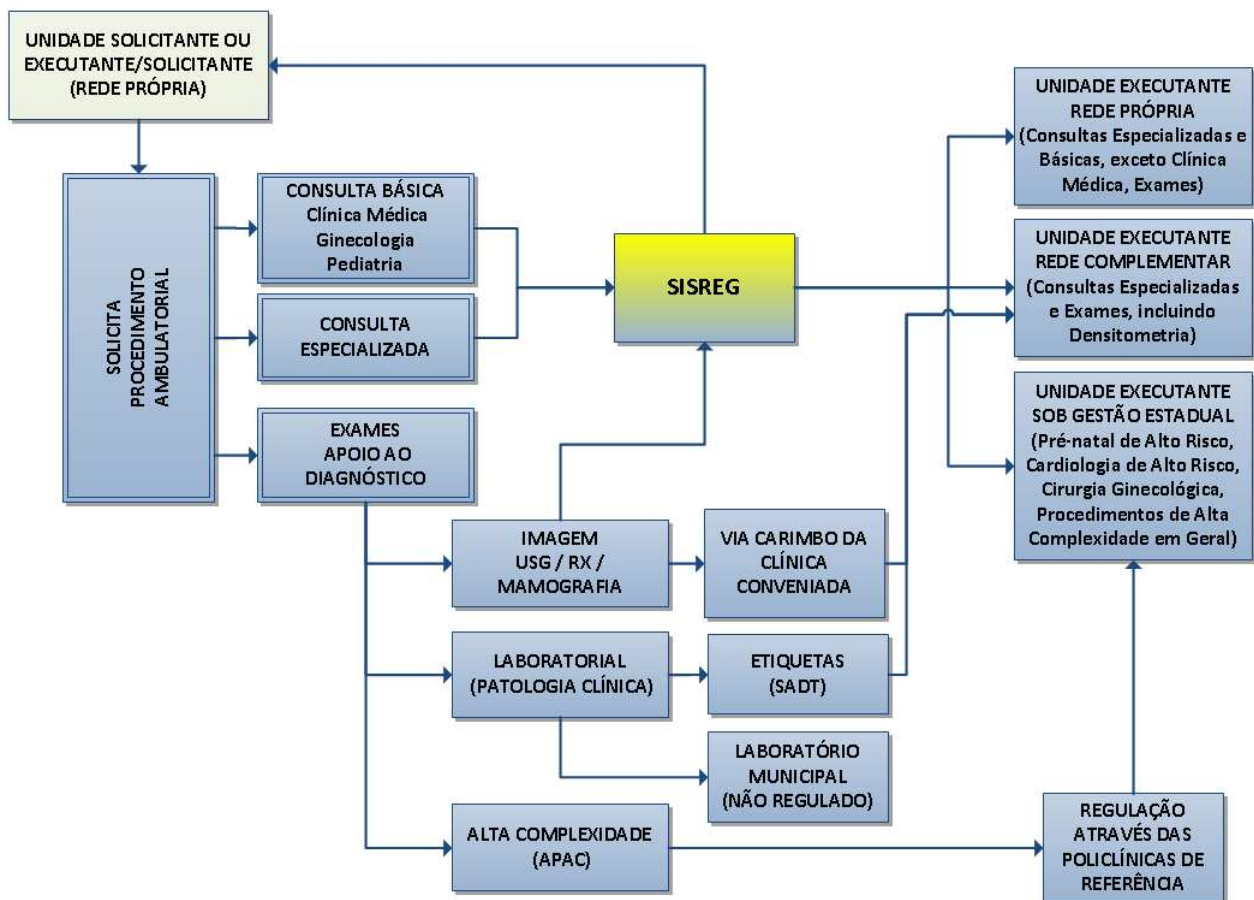 UNIDADE SOLICITANTE OU
EXECUTANTE/SOLICITANTE
(REDE PRÓPRIA)
SOLICITA
PROCEDIMENTO
AMBULATORIAL
CONSULTA BÁSICA
Clínica Médica
Ginecologia
Pediatria
CONSULTA
ESPECIALIZADA
EXAMES
APOIO AO
DIAGNÓSTICO
SISREG
UNIDADE EXECUTANTE
REDE PRÓPRIA
(Consultas Especializadas e
Básicas, exceto Clínica
Médica, Exames)
UNIDADE EXECUTANTE
REDE COMPLEMENTAR
(Consultas Especializadas
e Exames, incluindo
Densitometria)
UNIDADE EXECUTANTE
SOB GESTÃO ESTADUAL
(Pré-natal de Alto Risco,
Cardiologia de Alto Risco,
Cirurgia Ginecológica,
Procedimentos de Alta
Complexidade em Geral)
IMAGEM
USG / RX /
MAMOGRAFIA
VIA CARIMBO DA
CLÍNICA
CONVENIADA
LABORATORIAL
(PATOLOGIA CLÍNICA)
ETIQUETAS
(SADT)
LABORATÓRIO
MUNICIPAL
(NÃO REGULADO)
ALTA COMPLEXIDADE
(APAC)
REGULAÇÃO
ATRAVÉS DAS
POLICLÍNICAS DE
REFERÊNCIA